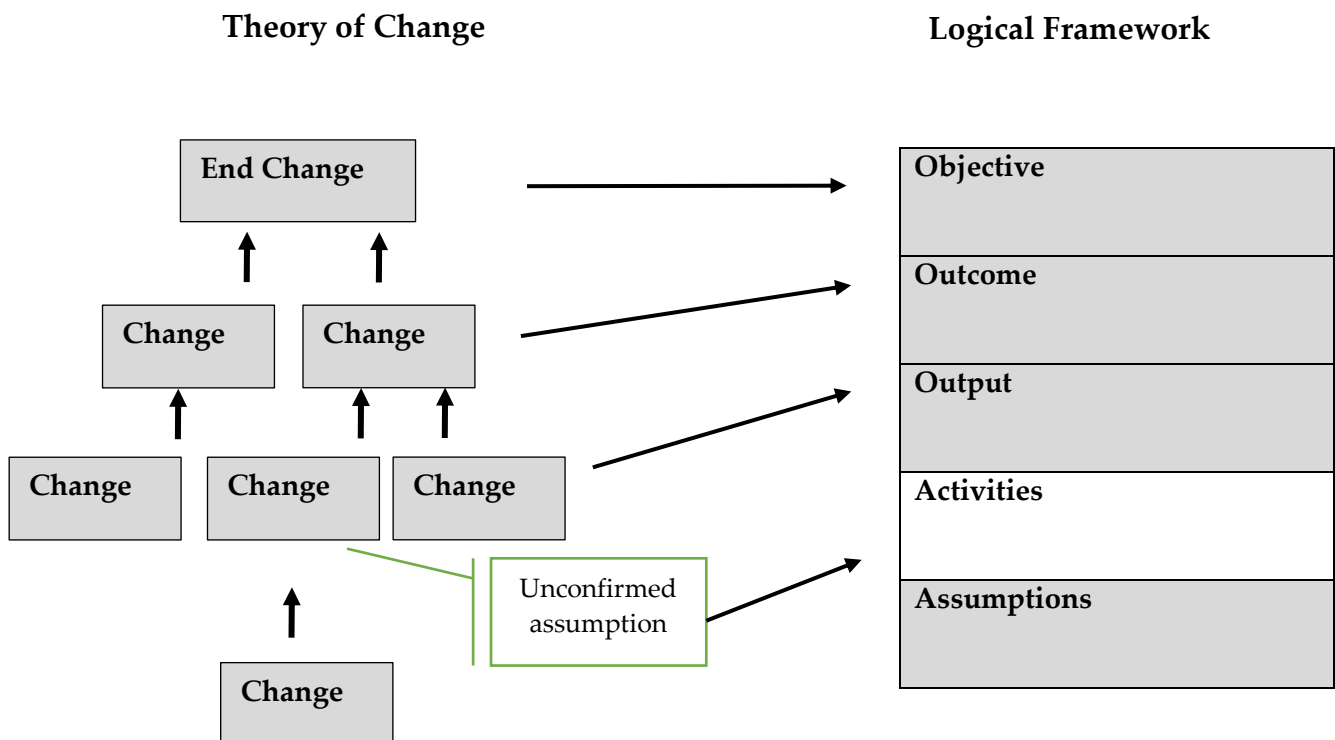 Theory of Change
Logical Framework
End Change
Objective
Outcome
Change
Change
Output
Change
Change
Change
Activities
Unconfirmed
assumption
Assumptions
Change